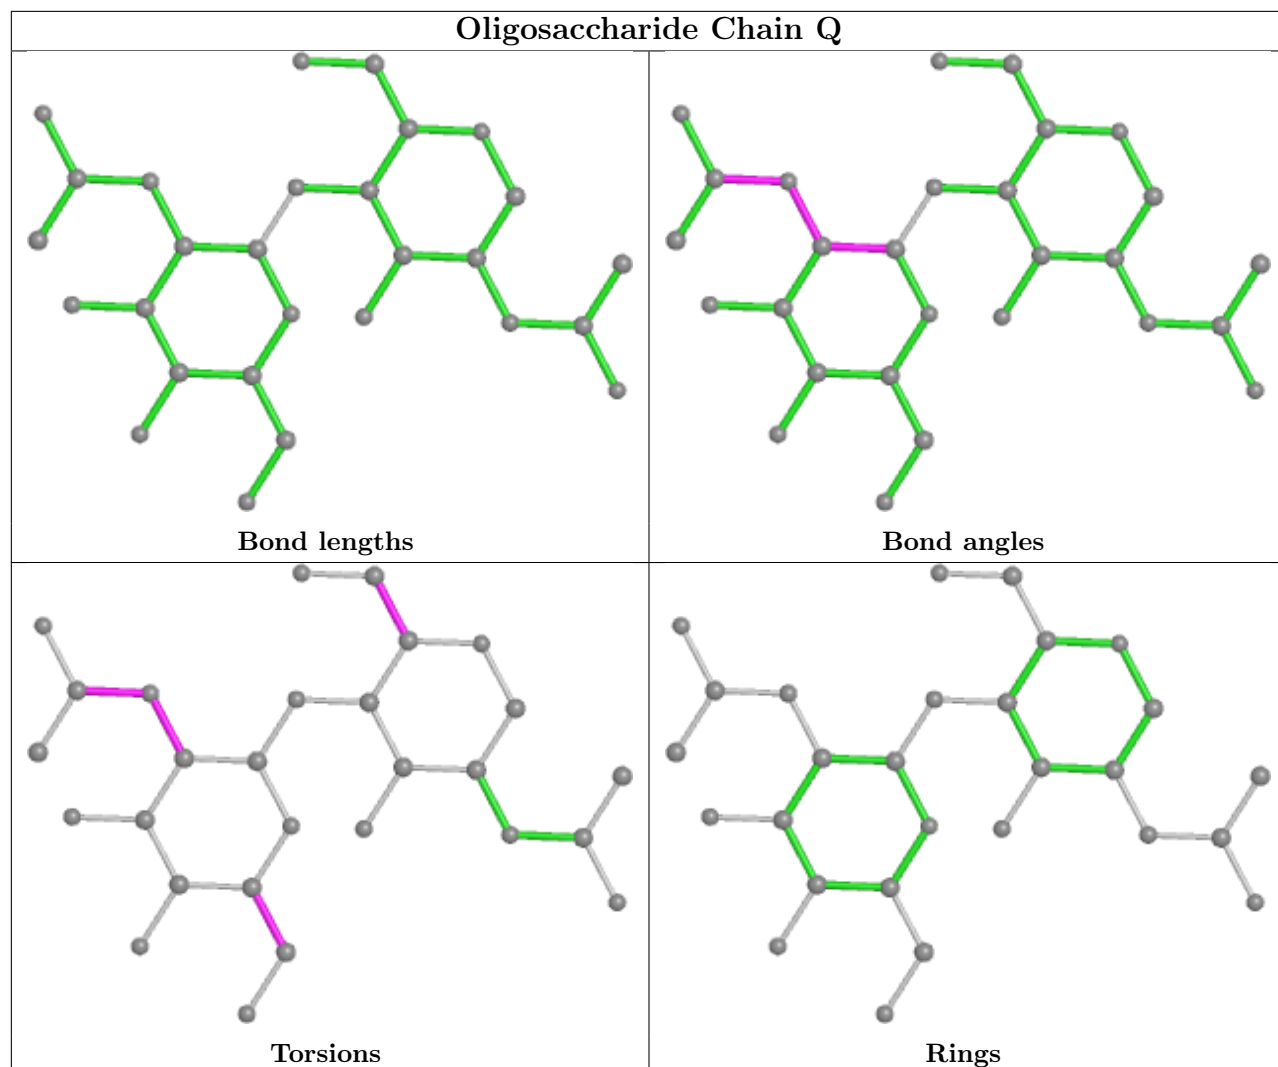 Oligosaccharide Chain Q
Bond lengths
Bond angles
Torsions
Rings